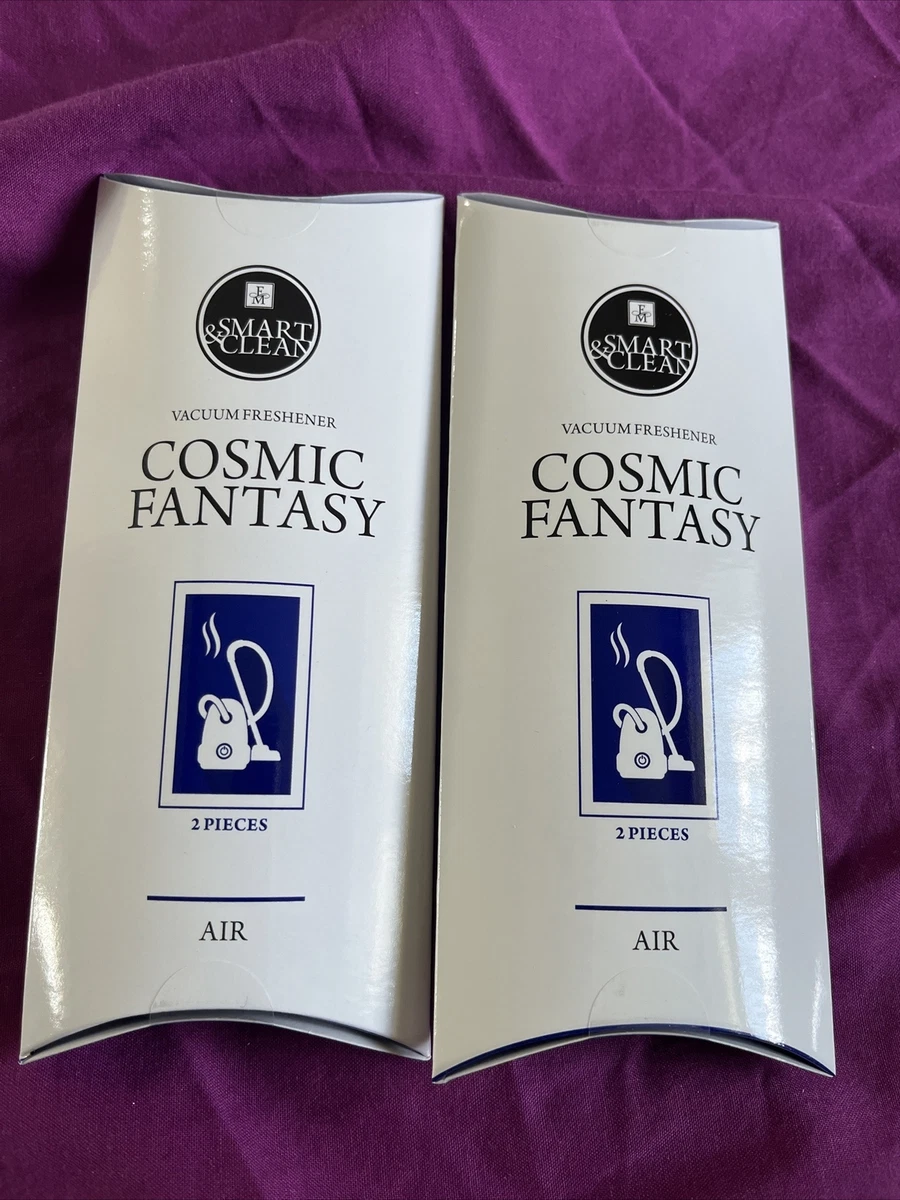 FM
&SMART
CLEAN
VACUUM FRESHENER
COSMIC
FANTASY
2 PIECES
AIR
FM
&SMART
CLEAN
VACUUM FRESHENER
COSMIC
FANTASY
2 PIECES
AIR